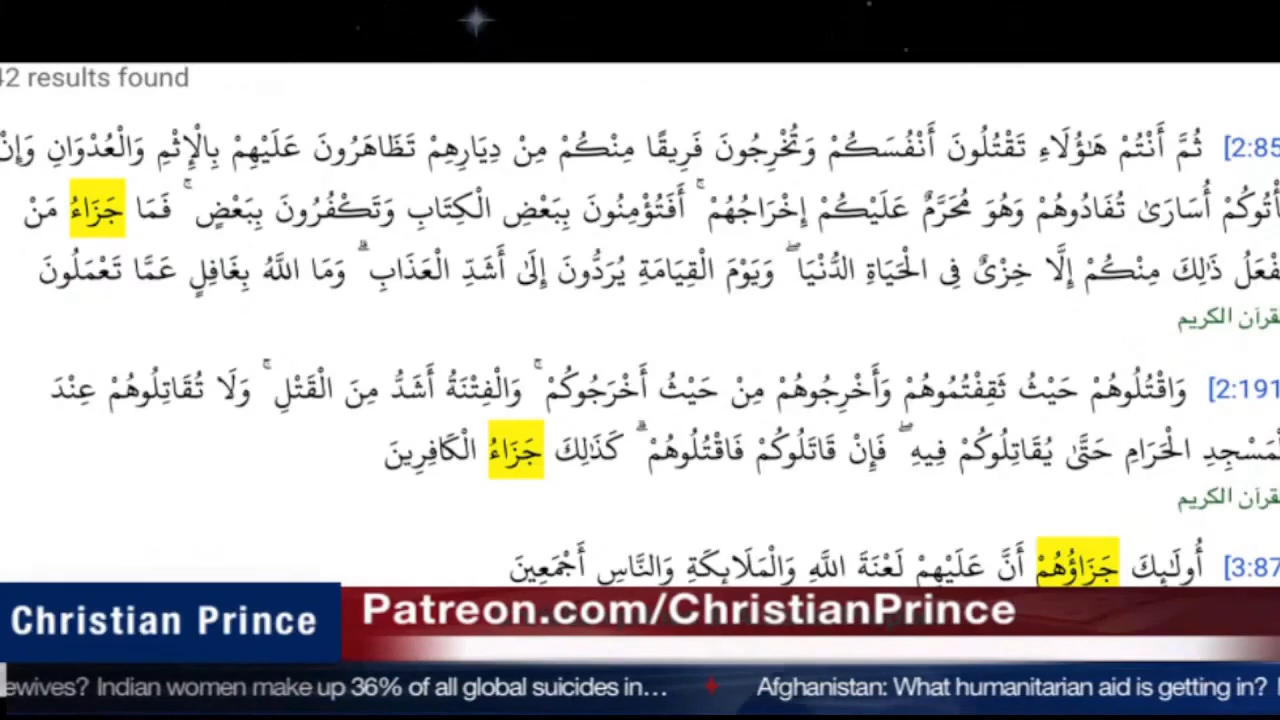 42 results found
[2:85 ثُمَّ أَنْتُمْ هَٰؤُلَاءِ تَقْتُلُونَ أَنْفُسَكُمْ وَتُخْرِجُونَ فَرِيقًا مِنْكُمْ مِنْ دِيَارِهِمْ تَظَاهَرُونَ عَلَيْهِمْ بِالْإِثْمِ وَالْعُدْوَانِ وَإِنْ
أْتُوكُمْ أُسَارَىٰ تُفَادُوهُمْ وَهُوَ مُحَرَّمٌ عَلَيْكُمْ إِخْرَاجُهُمْ ۚ أَفَتُؤْمِنُونَ بِبَعْضِ الْكِتَابِ وَتَكْفُرُونَ بِبَعْضٍ ۚ فَمَا جَزَاءُ مَنْ
فْعَلُ ذَٰلِكَ مِنْكُمْ إِلَّا خِزْيٌ فِي الْحَيَاةِ الدُّنْيَا ۖ وَيَوْمَ الْقِيَامَةِ يُرَدُّونَ إِلَىٰ أَشَدِّ الْعَذَابِ ۗ وَمَا اللَّهُ بِغَافِلٍ عَمَّا تَعْمَلُونَ
قرآن الكريم
[2:191 وَاقْتُلُوهُمْ حَيْثُ ثَقِفْتُمُوهُمْ وَأَخْرِجُوهُمْ مِنْ حَيْثُ أَخْرَجُوكُمْ ۚ وَالْفِتْنَةُ أَشَدُّ مِنَ الْقَتْلِ ۚ وَلَا تُقَاتِلُوهُمْ عِنْدَ
لْمَسْجِدِ الْحَرَامِ حَتَّىٰ يُقَاتِلُوكُمْ فِيهِ ۖ فَإِنْ قَاتَلُوكُمْ فَاقْتُلُوهُمْ ۗ كَذَٰلِكَ جَزَاءُ الْكَافِرِينَ
قرآن الكريم
[3:87 أُولَٰئِكَ جَزَاؤُهُمْ أَنَّ عَلَيْهِمْ لَعْنَةَ اللَّهِ وَالْمَلَائِكَةِ وَالنَّاسِ أَجْمَعِينَ
Christian Prince
Patreon.com/ChristianPrince
ewives? Indian women make up 36% of all global suicides in… Afghanistan: What humanitarian aid is getting in?